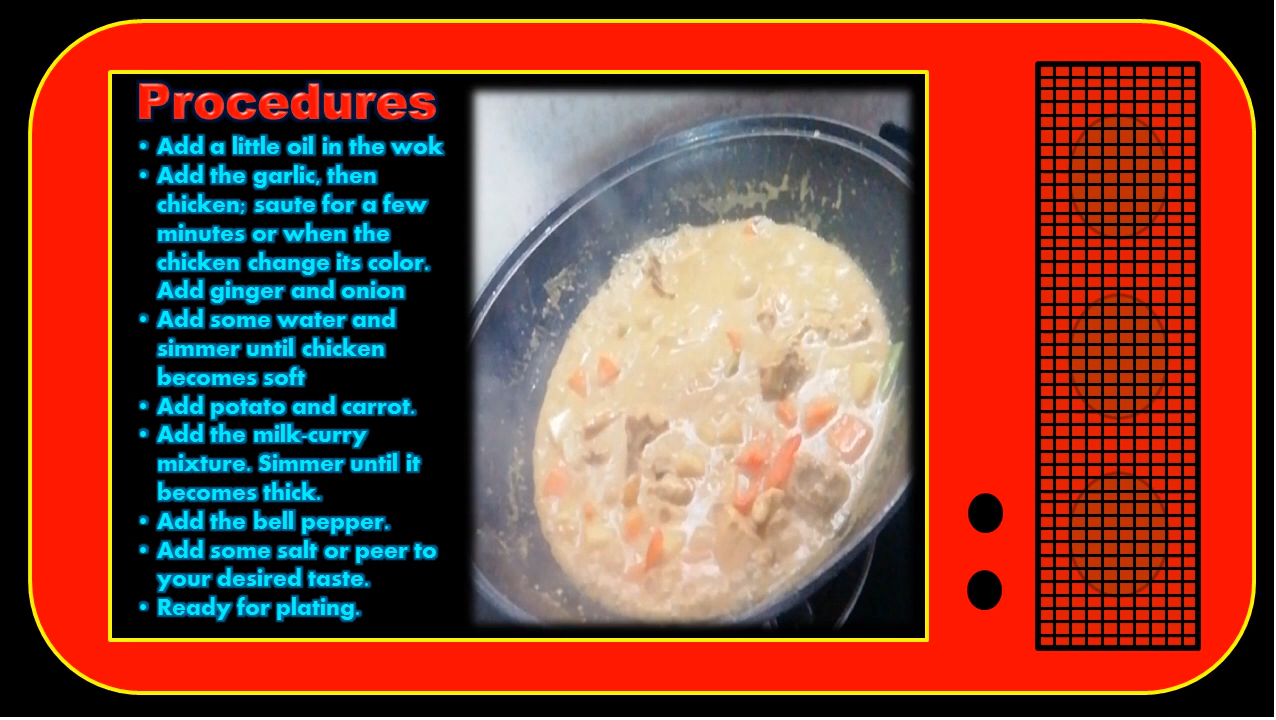 Procedures
• Add a little oil in the wok
• Add the garlic, then
chicken; saute for a few
minutes or when the
chicken change its color.
Add ginger and onion
• Add some water and
simmer until chicken
becomes soft
• Add potato and carrot.
• Add the milk-curry
mixture. Simmer until it
becomes thick.
• Add the bell pepper.
• Add some salt or peer to
your desired taste.
• Ready for plating.